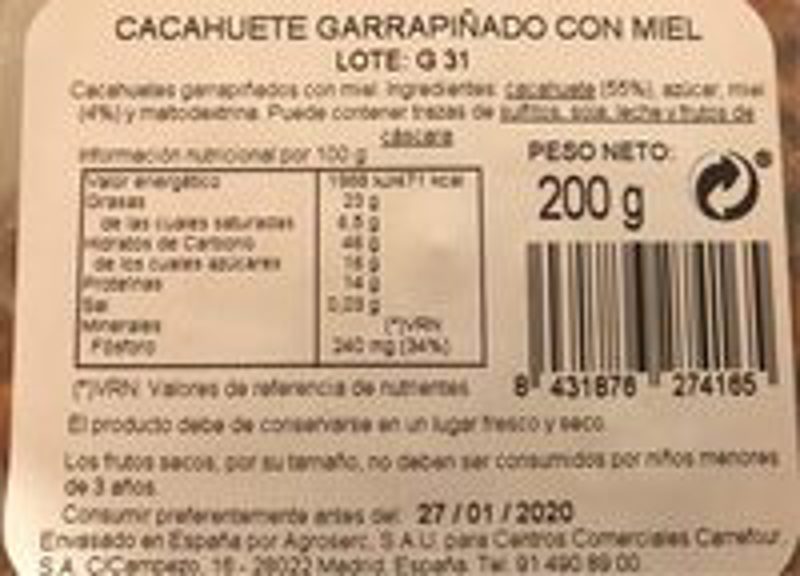 CACAHUETE GARRAPIÑADO CON MIEL
LOTE: G 31
Cacahuetes garrapiñados con miel. Ingredientes: cacahuete (55%), azúcar, miel
(4%) y maltodextrina. Puede contener trazas de sulfitos, soja, leche y frutos de
cáscara
Información nutricional por 100 g
Valor energético
Grasas 23 g
de las cuales saturadas 4,5 g
Hidratos de Carbono
de los cuales azúcares
Proteínas 14 g
Sal
Minerales (*)VRN
Fósforo 240 mg (34%)
(*)VRN: Valores de referencia de nutrientes
PESO NETO:
200 g
®
8 431876 274165
El producto debe de conservarse en un lugar fresco y seco.
Los frutos secos, por su tamaño, no deben ser consumidos por niños menores
de 3 años.
Consumir preferentemente antes del: 27 / 01 / 2020
Envasado en España por Agroserc, S.A.U. para Centros Comerciales Carrefour,
S.A. C/Campezo, 16 - 28022 Madrid. España. Tel: 91 490 89 00